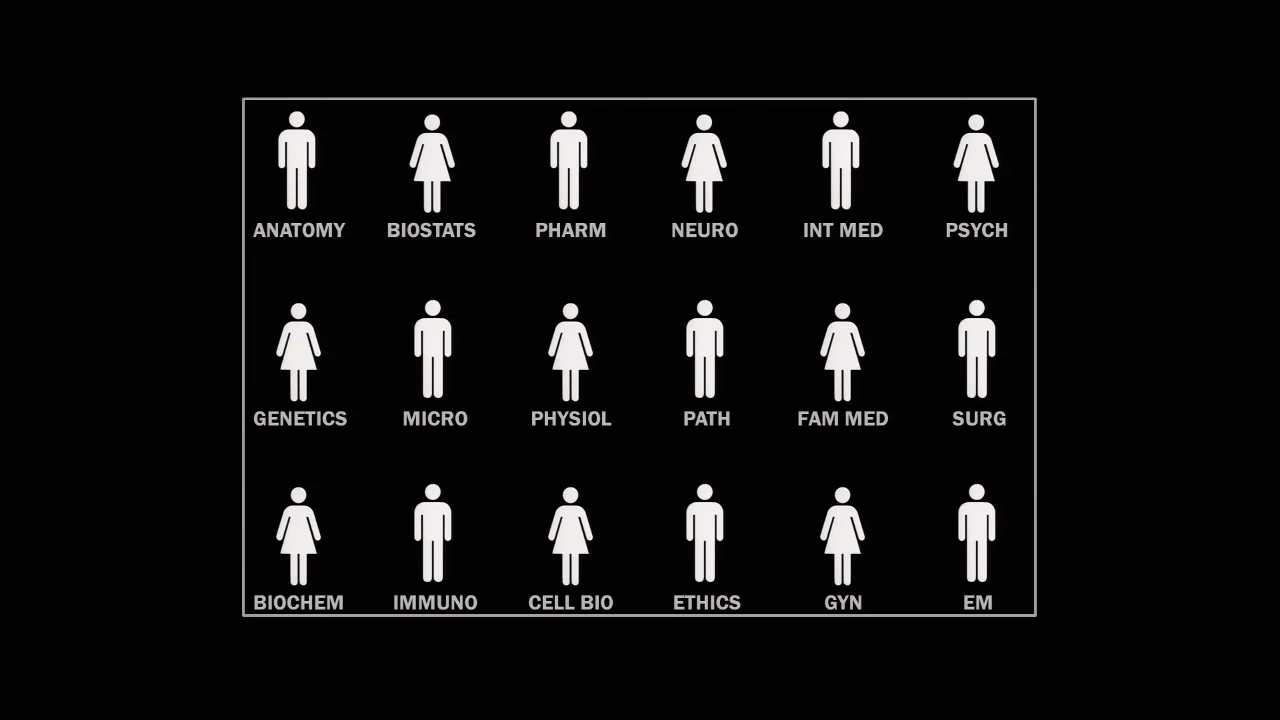 ANATOMY BIOSTATS PHARM NEURO INT MED PSYCH
GENETICS MICRO PHYSIOL PATH FAM MED SURG
BIOCHEM IMMUNO CELL BIO ETHICS GYN EM